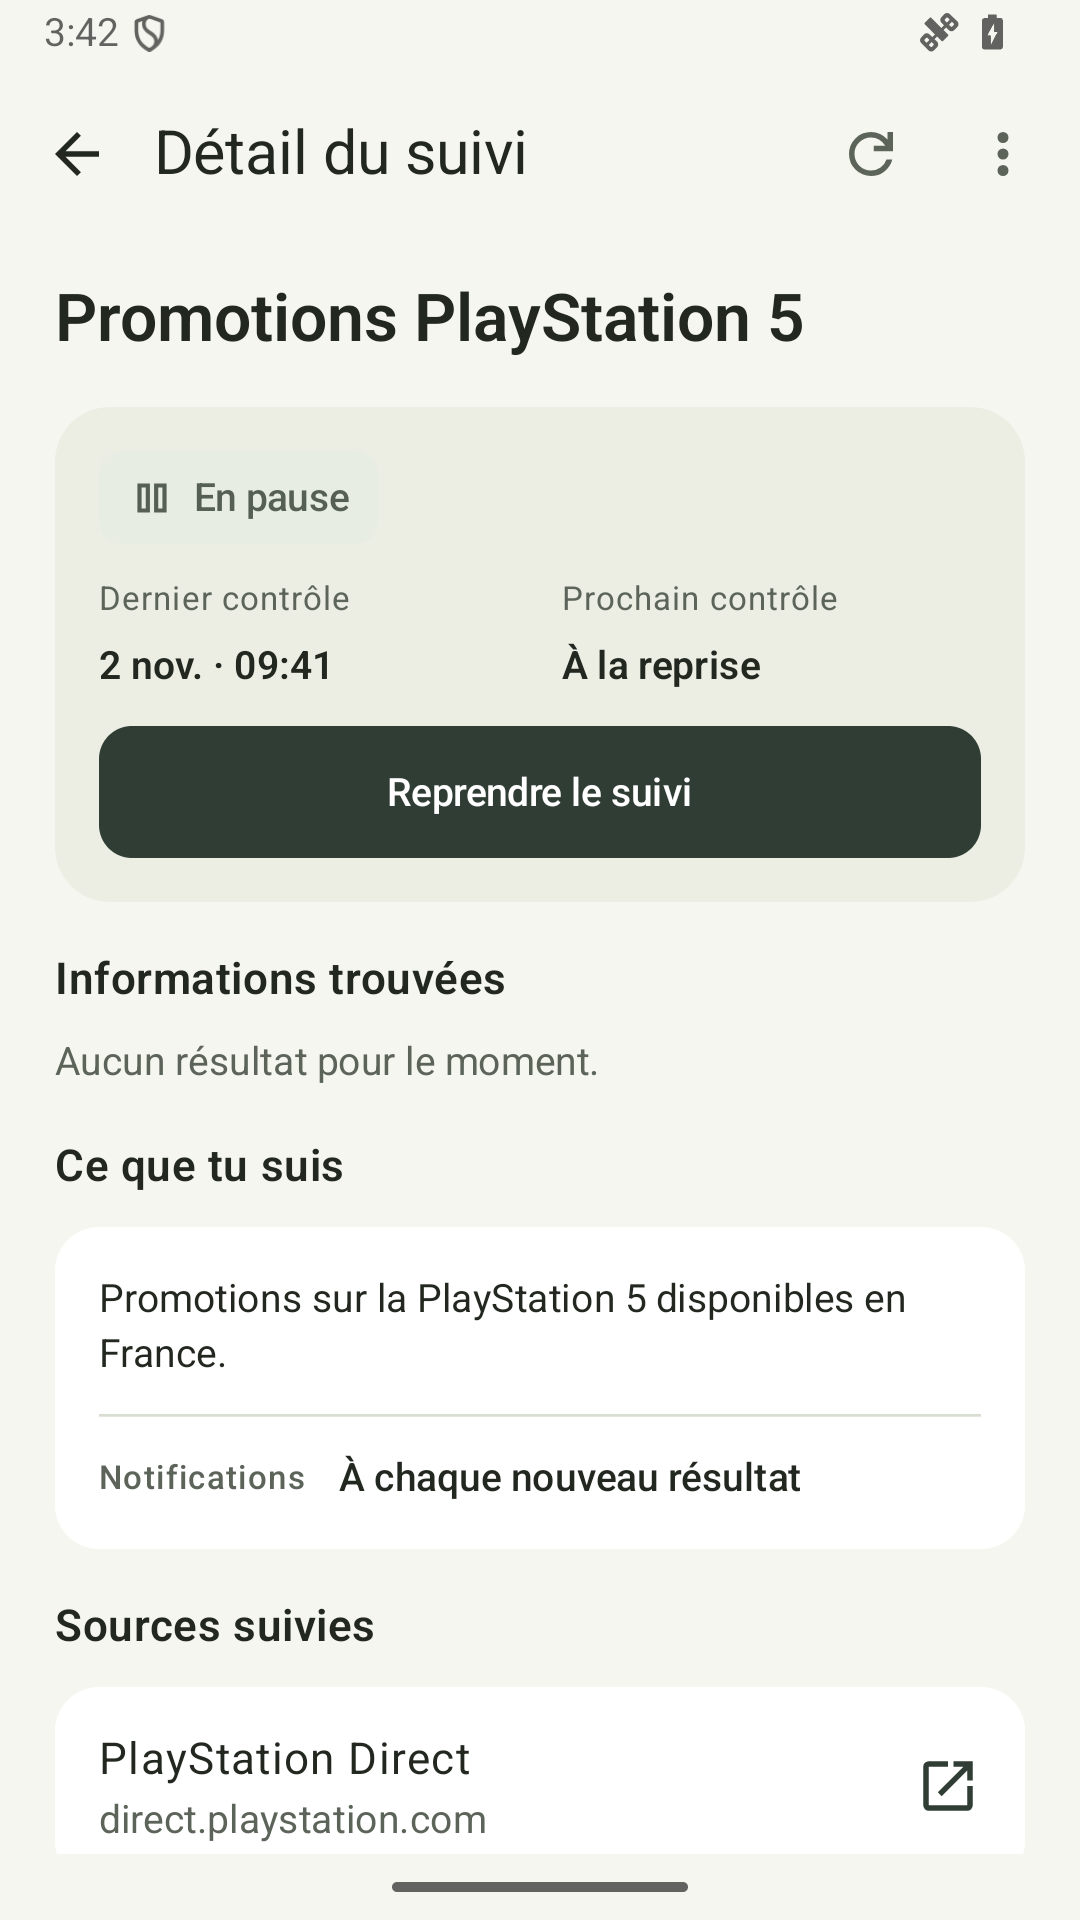 3:42
Détail du suivi
Promotions PlayStation 5
En pause
Dernier contrôle
Prochain contrôle
2 nov. · 09:41
À la reprise
Reprendre le suivi
Informations trouvées
Aucun résultat pour le moment.
Ce que tu suis
Promotions sur la PlayStation 5 disponibles en
France.
Notifications À chaque nouveau résultat
Sources suivies
PlayStation Direct
direct.playstation.com